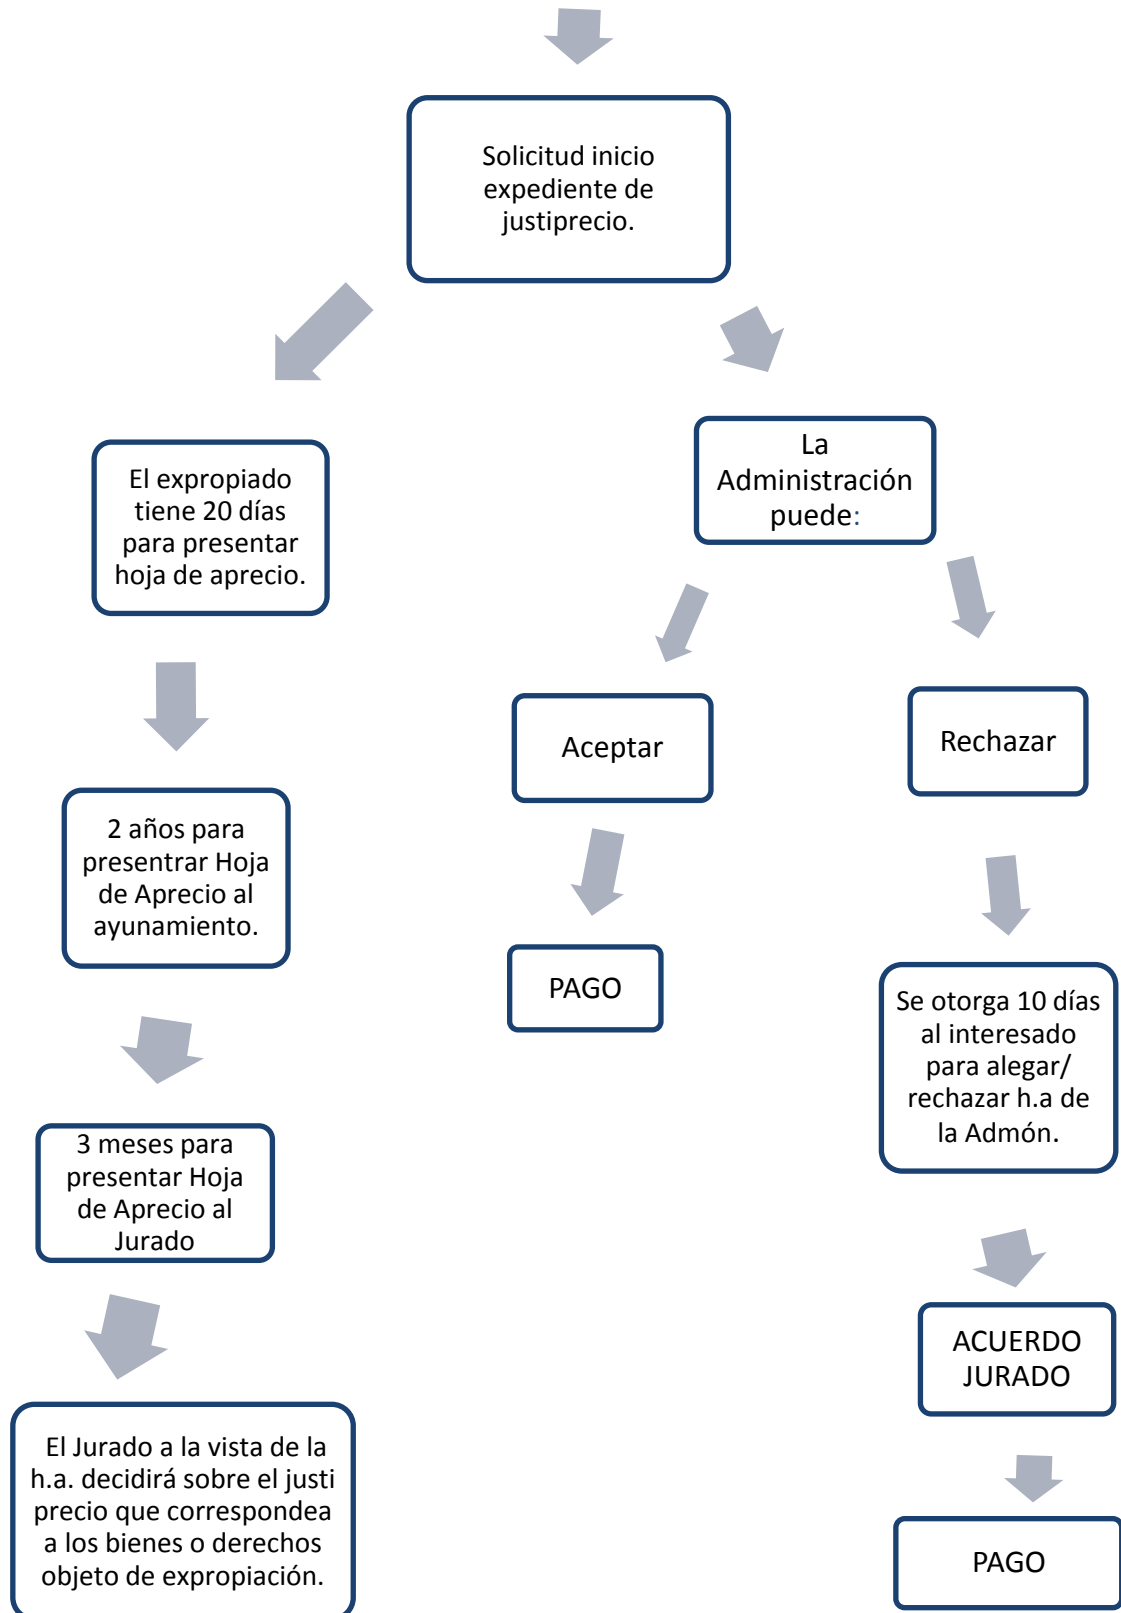 Solicitud inicio
expediente de
justiprecio.
El expropiado
tiene 20 días
para presentar
hoja de aprecio.
2 años para
presentrar Hoja
de Aprecio al
ayunamiento.
3 meses para
presentar Hoja
de Aprecio al
Jurado
El Jurado a la vista de la
h.a. decidirá sobre el justi
precio que correspondea
a los bienes o derechos
objeto de expropiación.
La
Administración
puede:
Aceptar
PAGO
Rechazar
Se otorga 10 días
al interesado
para alegar/
rechazar h.a de
la Admón.
ACUERDO
JURADO
PAGO